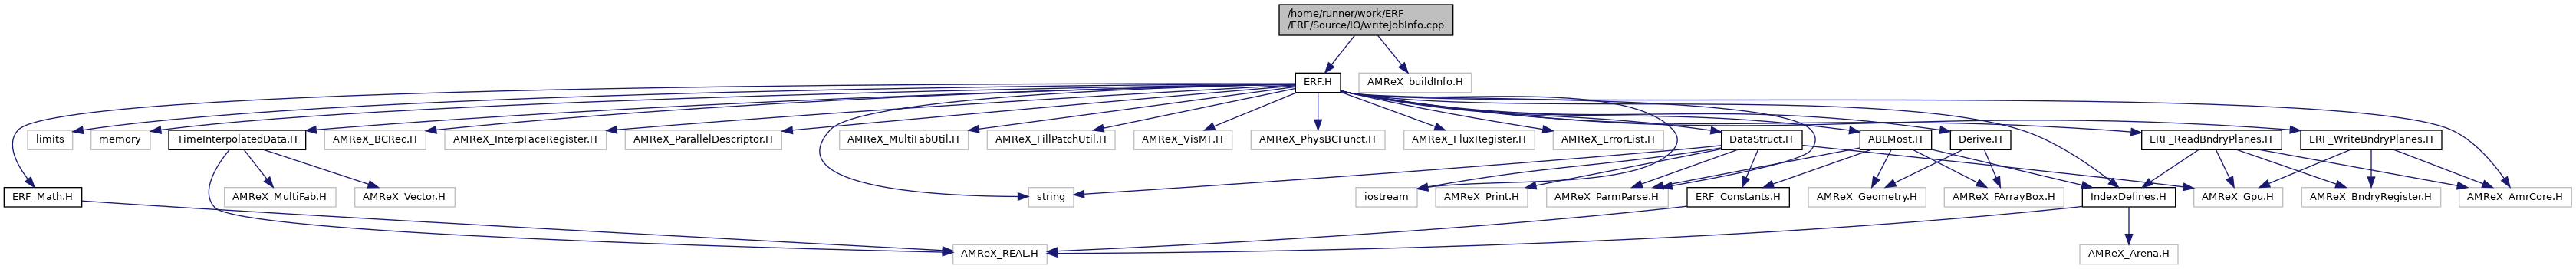 /home/runner/work/ERF
/ERF/Source/IO/writeJobInfo.cpp
ERF.H
AMReX_buildInfo.H
limits
memory
TimeInterpolatedData.H
AMReX_BCRec.H
AMReX_InterpFaceRegister.H
AMReX_ParallelDescriptor.H
AMReX_MultiFabUtil.H
AMReX_FillPatchUtil.H
AMReX_VisMF.H
AMReX_PhysBCFunct.H
AMReX_FluxRegister.H
AMReX_ErrorList.H
DataStruct.H
ABLMost.H
Derive.H
ERF_ReadBndryPlanes.H
ERF_WriteBndryPlanes.H
ERF_Math.H
AMReX_MultiFab.H
AMReX_Vector.H
string
iostream
AMReX_Print.H
AMReX_ParmParse.H
ERF_Constants.H
AMReX_Geometry.H
AMReX_FArrayBox.H
IndexDefines.H
AMReX_Gpu.H
AMReX_BndryRegister.H
AMReX_AmrCore.H
AMReX_REAL.H
AMReX_Arena.H